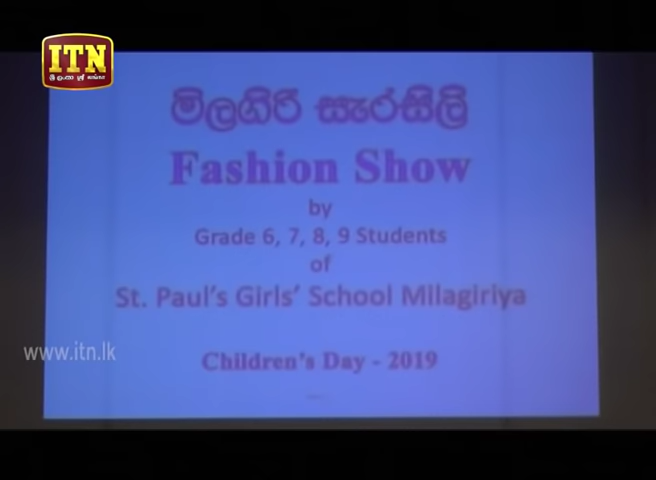 ITN
ශ්‍රී ලංකා
මිලගිරි සැරසිලි
Fashion Show
by
Grade 6, 7, 8, 9 Students
of
St. Paul's Girls' School Milagiriya
www.itn.lk
Children's Day - 2019